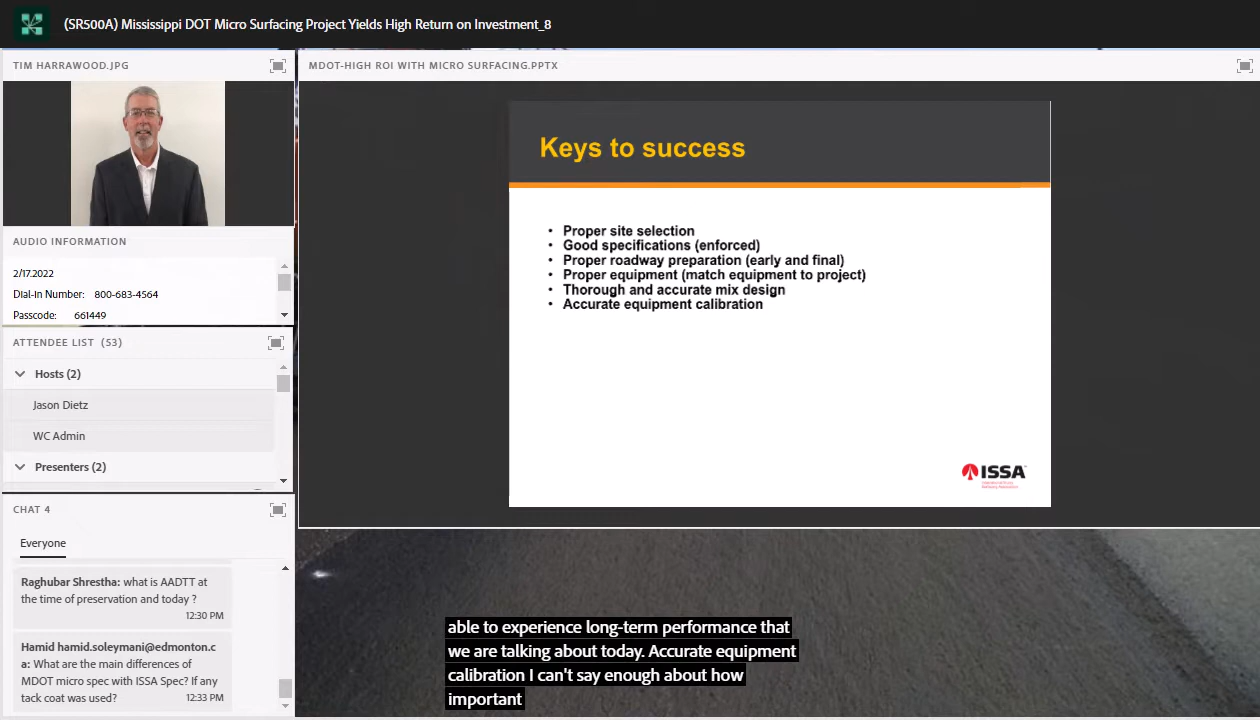 (SR500A) Mississippi DOT Micro Surfacing Project Yields High Return on Investment_8
TIM HARRAWOOD.JPG
AUDIO INFORMATION
2/17.2022
Dial-In Number: 800-683-4564
Passcode: 661449
ATTENDEE LIST (53)
Hosts (2)
Jason Dietz
WC Admin
Presenters (2)
CHAT 4
Everyone
Raghubar Shrestha: what is AADTT at
the time of preservation and today ?
12:30 PM
Hamid hamid.soleymani@edmonton.c
a: What are the main differences of
MDOT micro spec with ISSA Spec? If any
tack coat was used?
12:33 PM
MDOT-HIGH ROI WITH MICRO SURFACING.PPTX
Keys to success
• Proper site selection
• Good specifications (enforced)
• Proper roadway preparation (early and final)
• Proper equipment (match equipment to project)
• Thorough and accurate mix design
• Accurate equipment calibration
ISSA
able to experience long-term performance that
we are talking about today. Accurate equipment
calibration I can't say enough about how
important